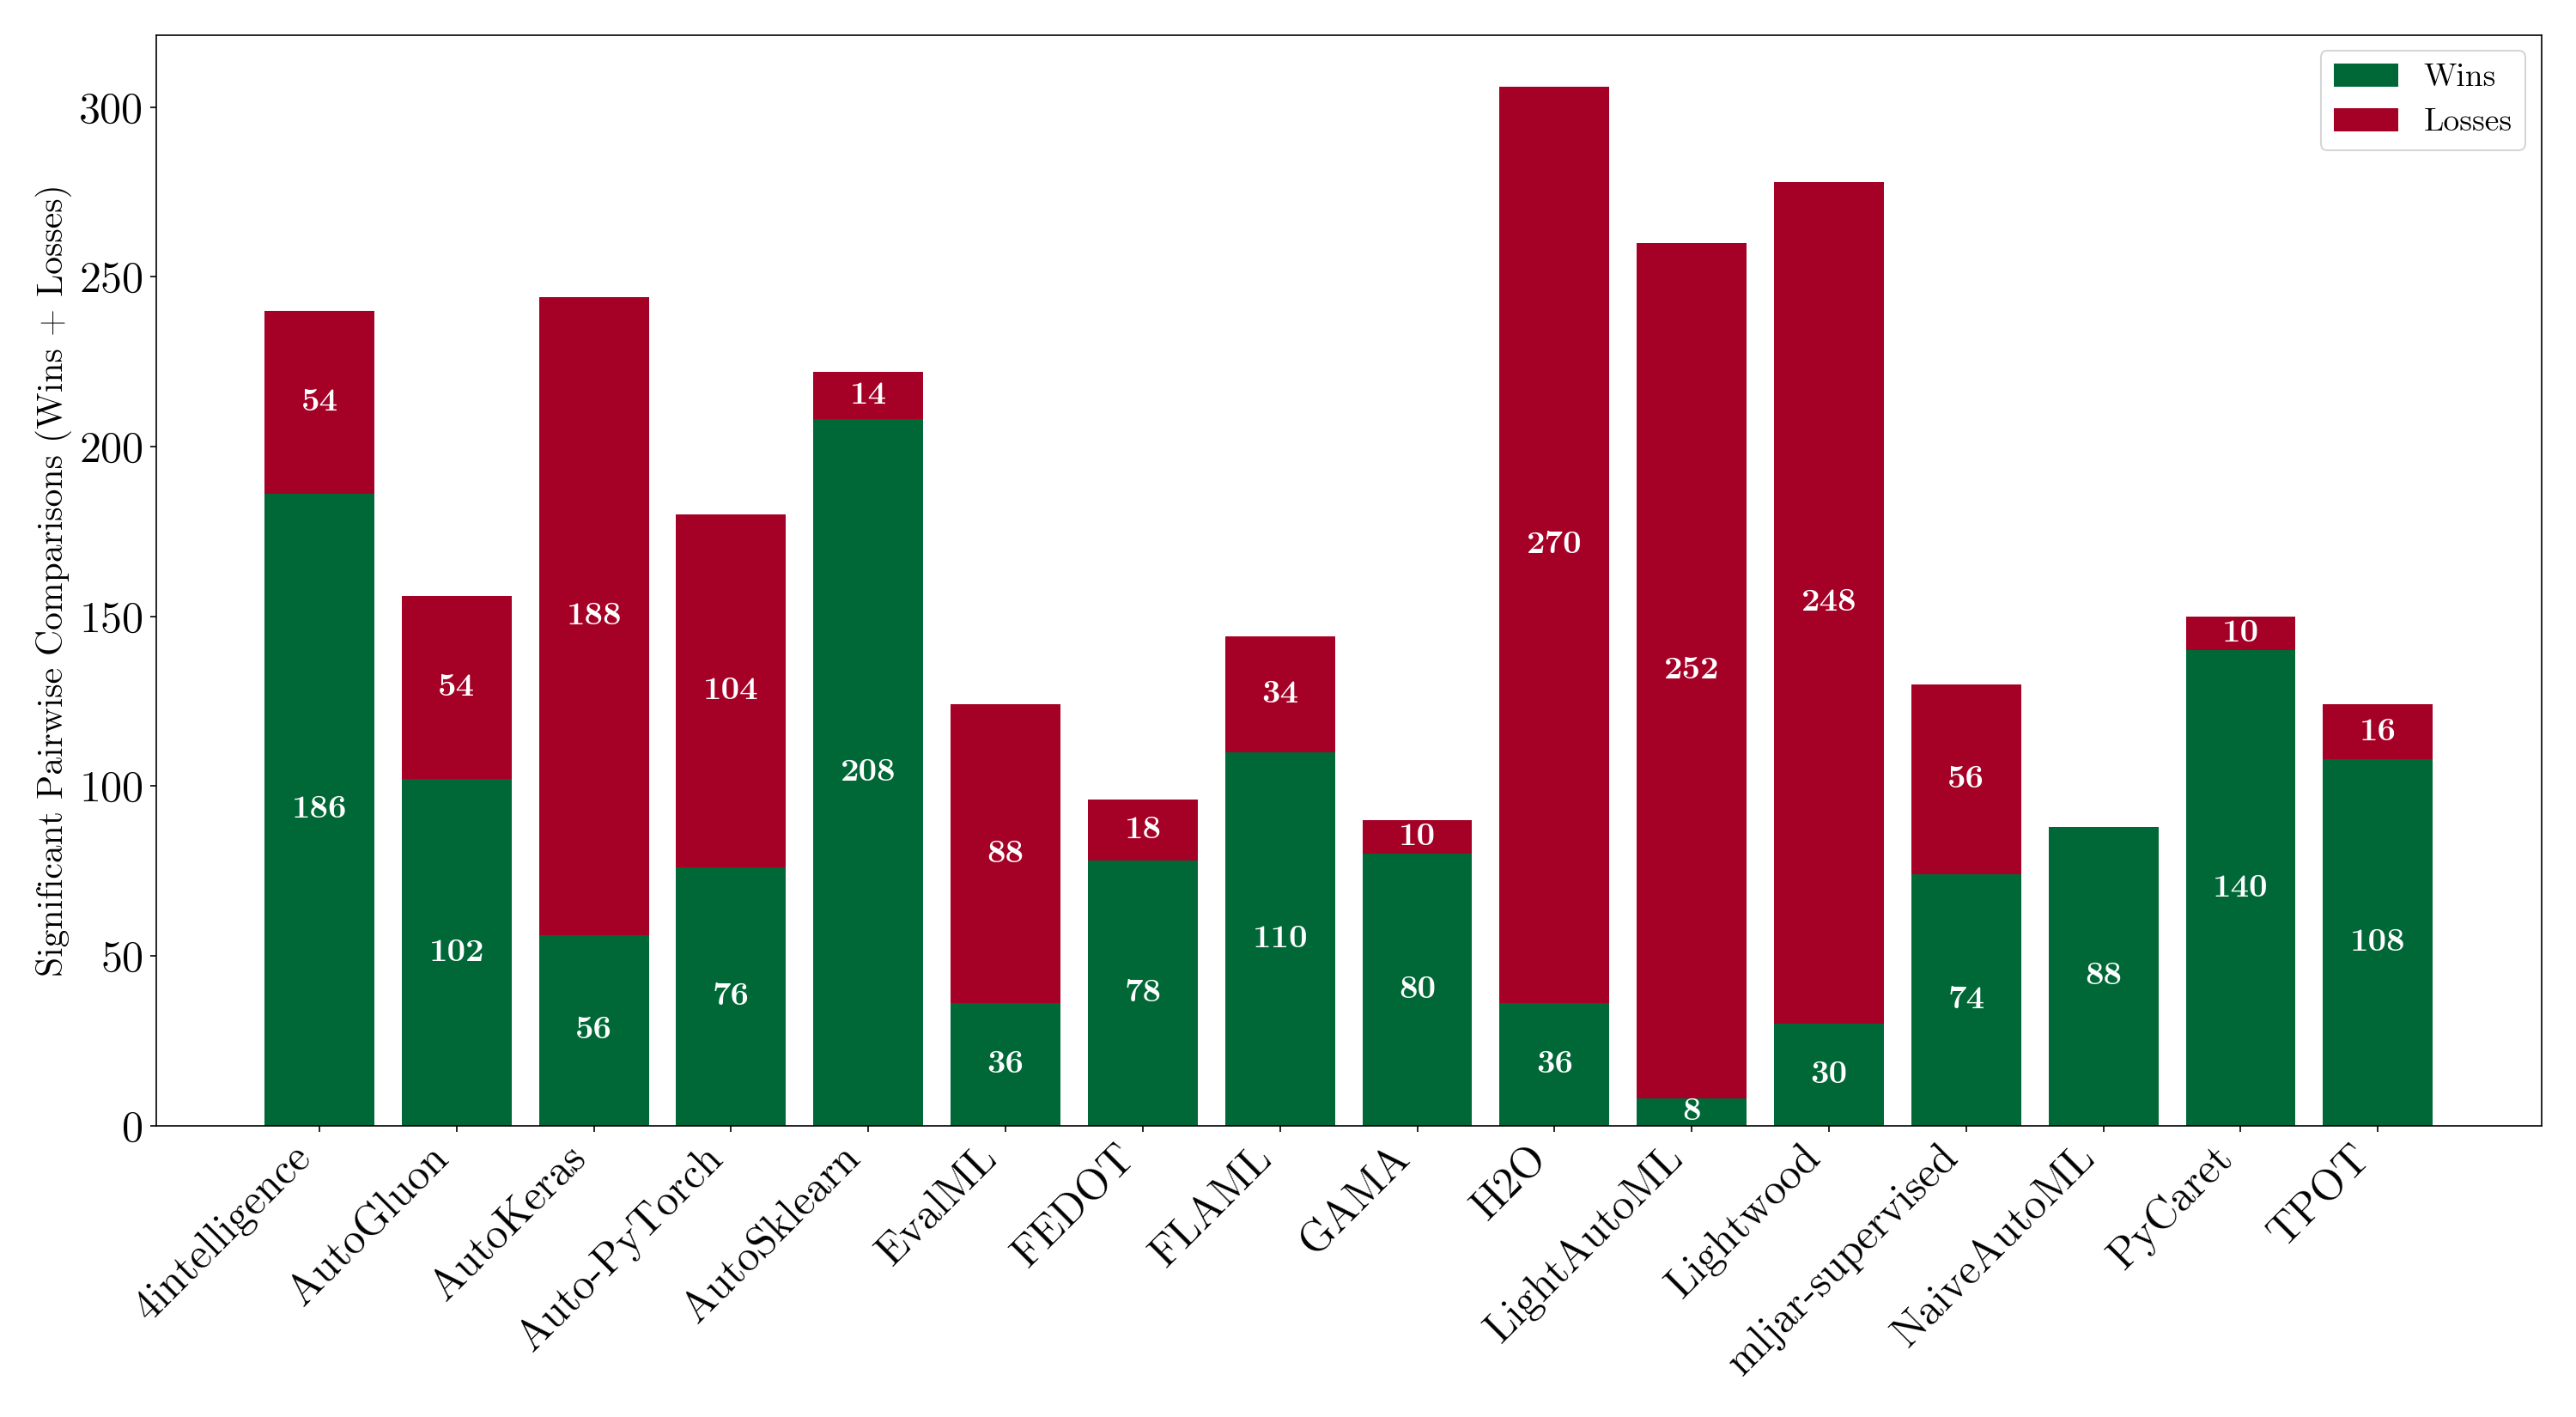 Wins
Losses
Significant Pairwise Comparisons (Wins + Losses)
300
250
200
150
100
50
0
54
186
54
102
188
56
104
76
14
208
88
36
18
78
34
110
10
80
270
36
252
8
248
30
56
74
88
10
140
16
108
4intelligence
AutoGluon
AutoKeras
Auto-PyTorch
AutoSklearn
EvalML
FEDOT
FLAML
GAMA
H2O
LightAutoML
Lightwood
mljar-supervised
NaiveAutoML
PyCaret
TPOT